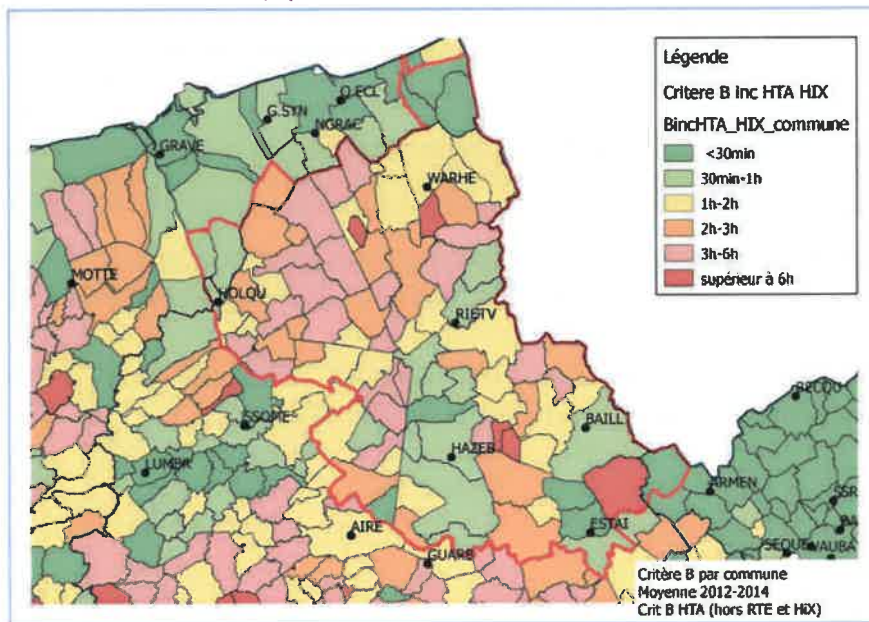 Légende
Critere B inc HTA HIX
BincHTA_HIX_commune
<30min
30min-1h
1h-2h
2h-3h
3h-6h
supérieur à 6h
G.SYN
NGRAC
GRAVE
WARHE
MOTTE
HOLQU
RIETV
SSOME
BAILL
HAZEB
LUMBR
ARMEN
SSR
ESTAI
AIRE
SEQUE
VAUBA
GUARB
Critère B par commune
Moyenne 2012-2014
Crit B HTA (hors RTE et HIX)